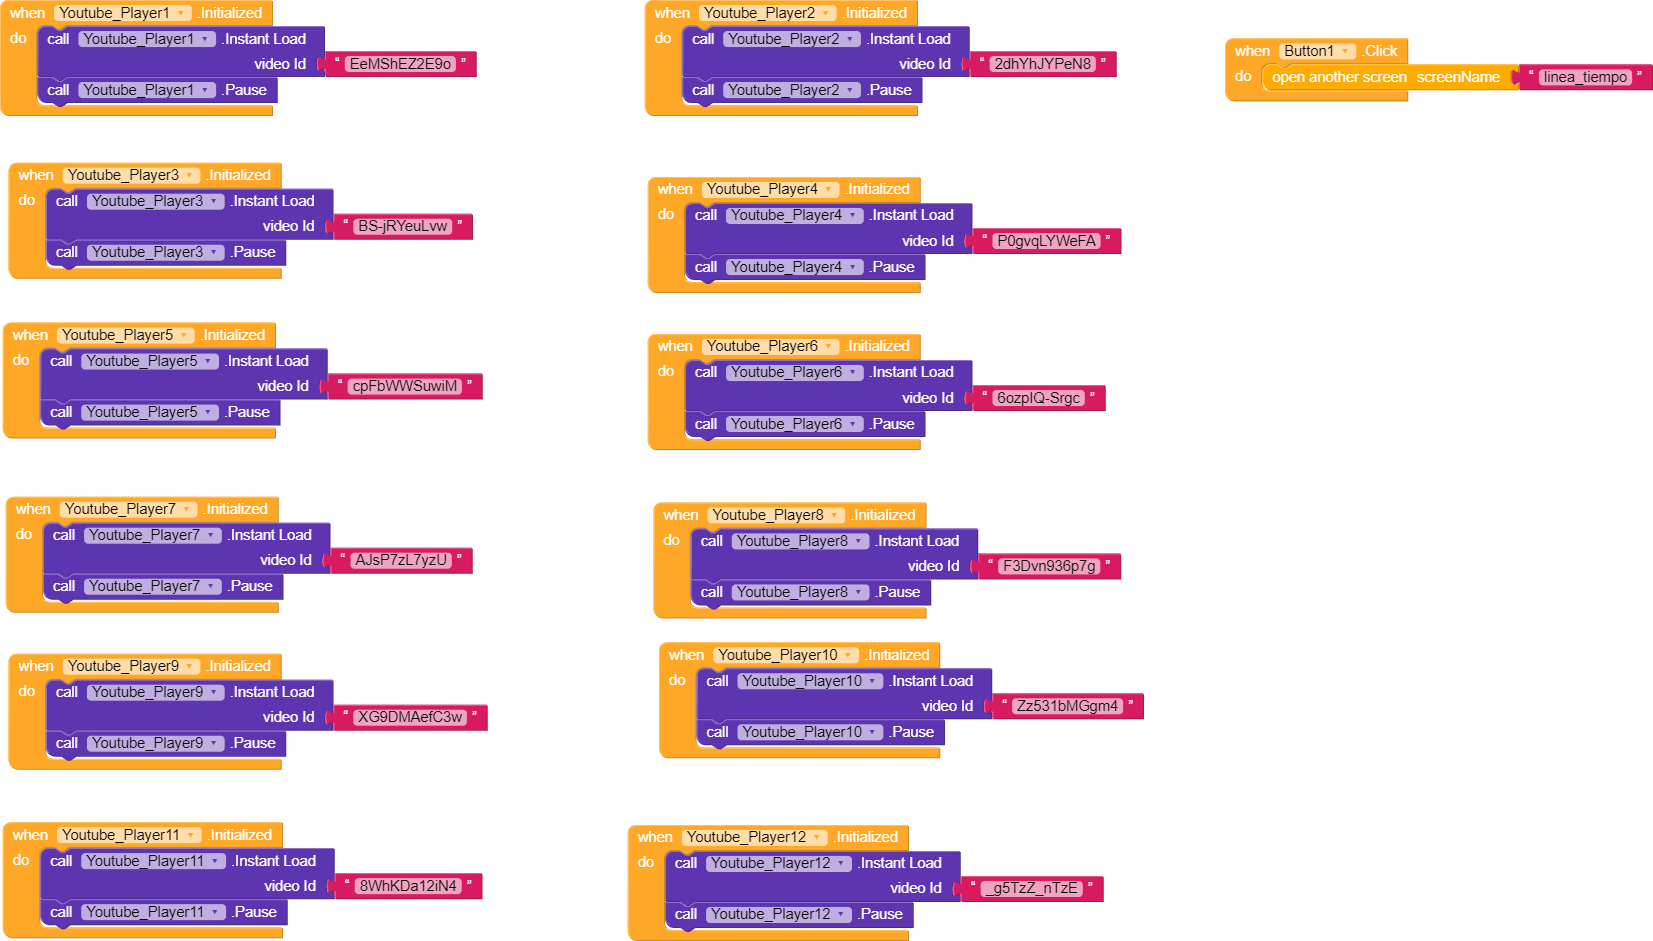 when Youtube_Player1 .Initialized
do call Youtube_Player1 .Instant Load
video Id " EeMShEZ2E9o "
call Youtube_Player1 .Pause
when Youtube_Player2 .Initialized
do call Youtube_Player2 .Instant Load
video Id " 2dhYhJYPeN8 "
call Youtube_Player2 .Pause
when Button1 .Click
do open another screen screenName " linea_tiempo "
when Youtube_Player3 .Initialized
do call Youtube_Player3 .Instant Load
video Id " BS-jRYeuLvw "
call Youtube_Player3 .Pause
when Youtube_Player4 .Initialized
do call Youtube_Player4 .Instant Load
video Id " P0gvqLYWeFA "
call Youtube_Player4 .Pause
when Youtube_Player5 .Initialized
do call Youtube_Player5 .Instant Load
video Id " cpFbWWSuwiM "
call Youtube_Player5 .Pause
when Youtube_Player6 .Initialized
do call Youtube_Player6 .Instant Load
video Id " 6ozpIQ-Srgc "
call Youtube_Player6 .Pause
when Youtube_Player7 .Initialized
do call Youtube_Player7 .Instant Load
video Id " AJsP7zL7yzU "
call Youtube_Player7 .Pause
when Youtube_Player8 .Initialized
do call Youtube_Player8 .Instant Load
video Id " F3Dvn936p7g "
call Youtube_Player8 .Pause
when Youtube_Player9 .Initialized
do call Youtube_Player9 .Instant Load
video Id " XG9DMAefC3w "
call Youtube_Player9 .Pause
when Youtube_Player10 .Initialized
do call Youtube_Player10 .Instant Load
video Id " Zz531bMGgm4 "
call Youtube_Player10 .Pause
when Youtube_Player11 .Initialized
do call Youtube_Player11 .Instant Load
video Id " 8WhKDa12iN4 "
call Youtube_Player11 .Pause
when Youtube_Player12 .Initialized
do call Youtube_Player12 .Instant Load
video Id " _g5TzZ_nTzE "
call Youtube_Player12 .Pause